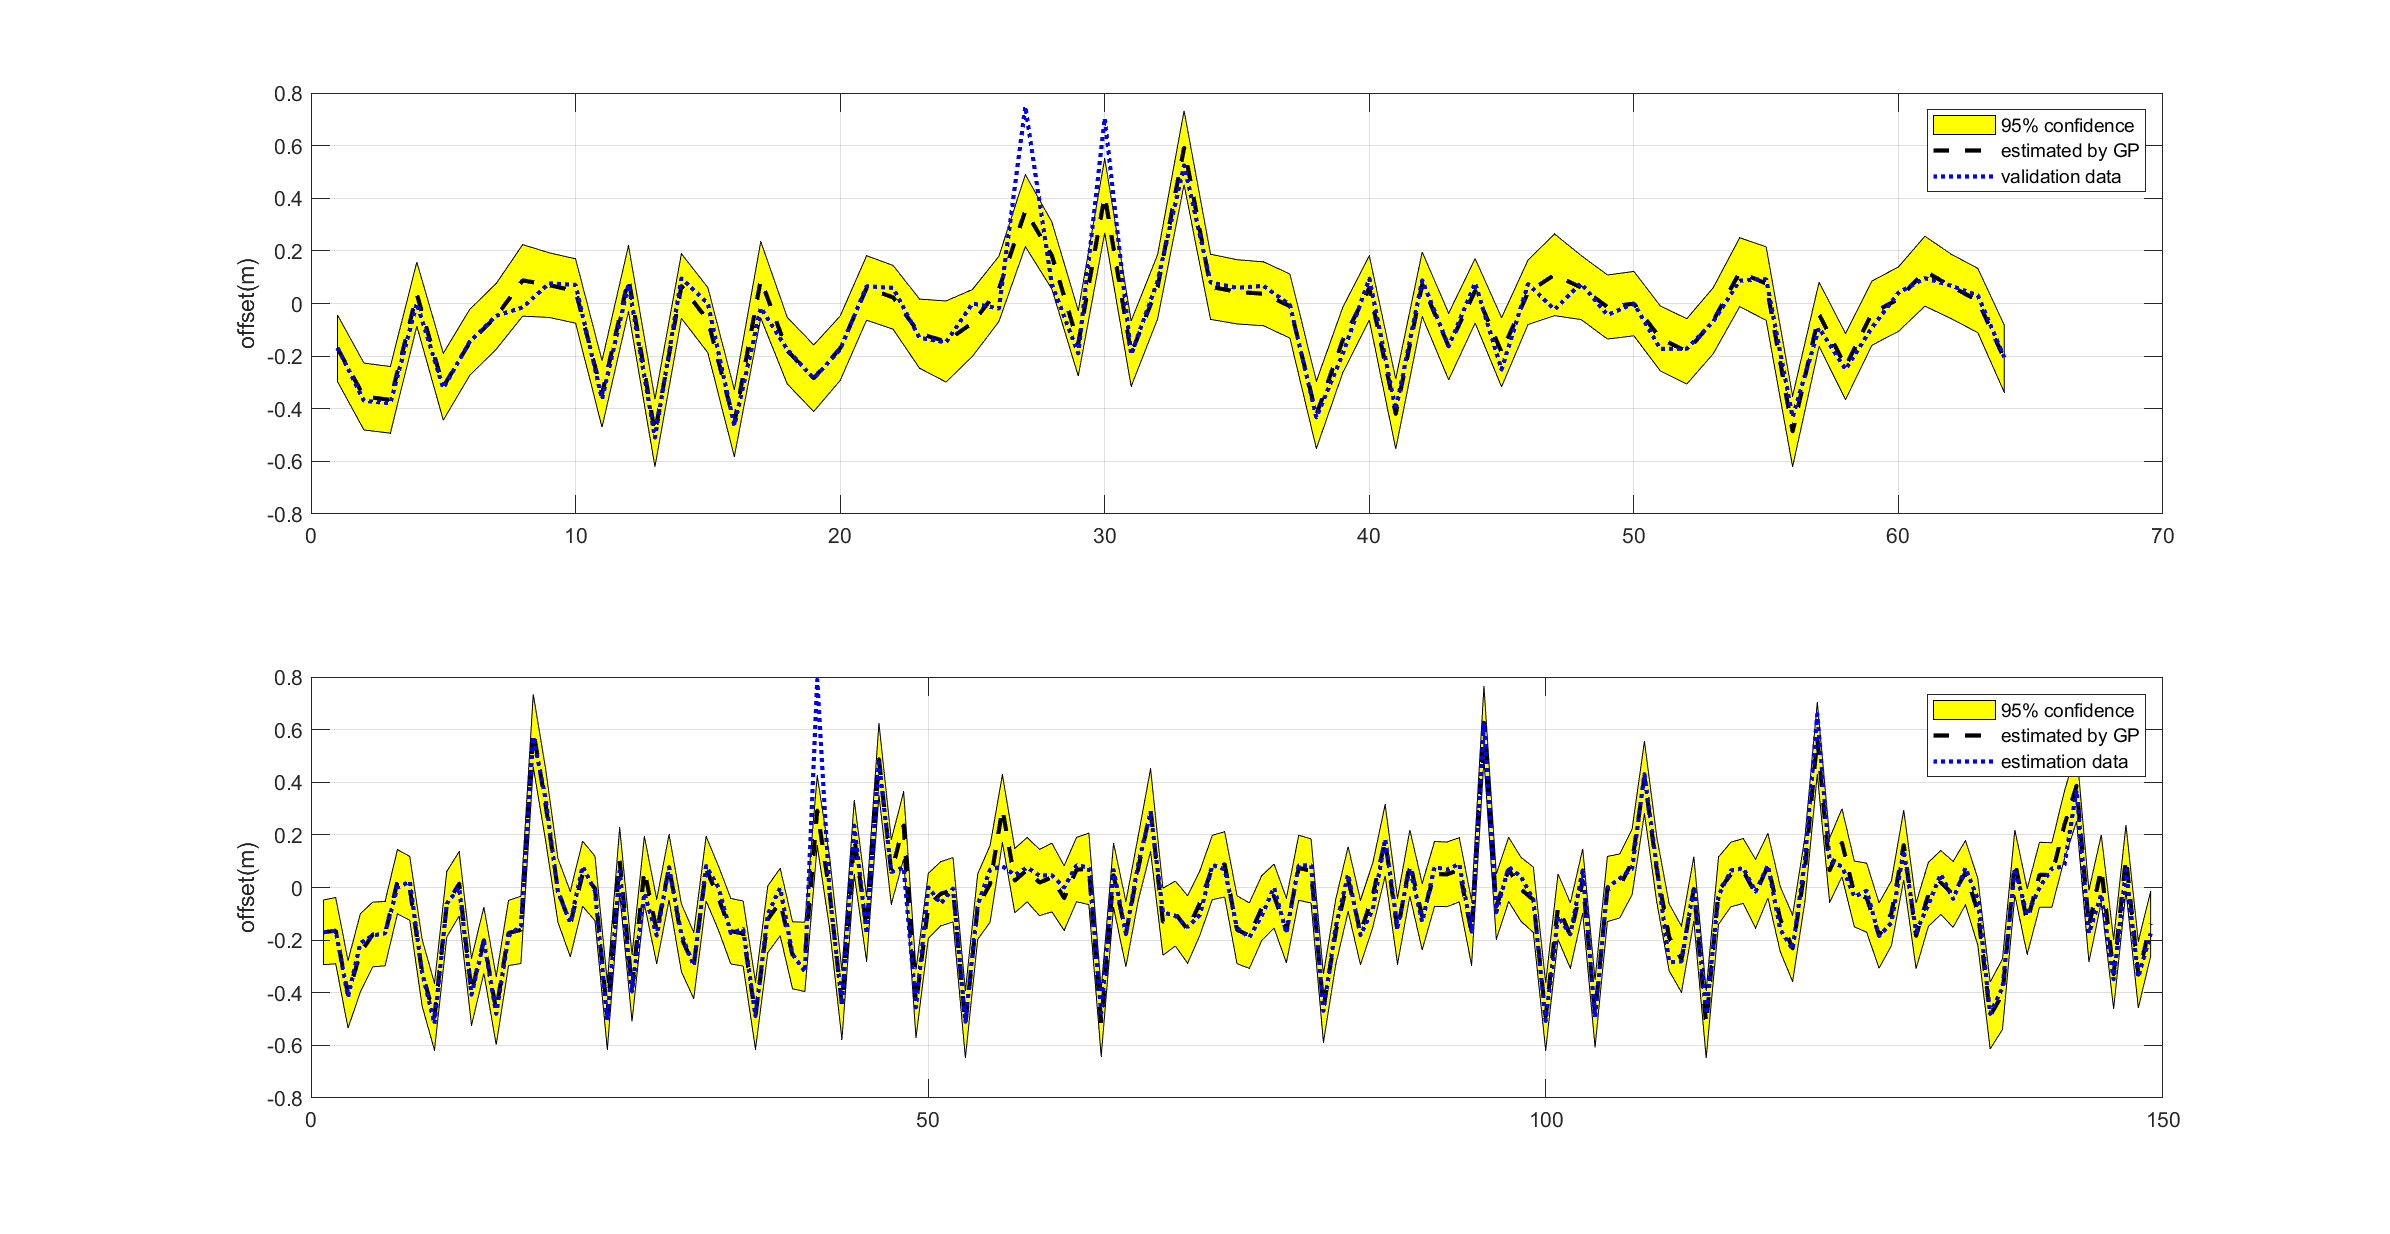 0.8
0.6
0.4
0.2
0
-0.2
-0.4
-0.6
-0.8
offset(m)
95% confidence
estimated by GP
validation data
0 10 20 30 40 50 60 70
0.8
0.6
0.4
0.2
0
-0.2
-0.4
-0.6
-0.8
offset(m)
95% confidence
estimated by GP
estimation data
0 50 100 150